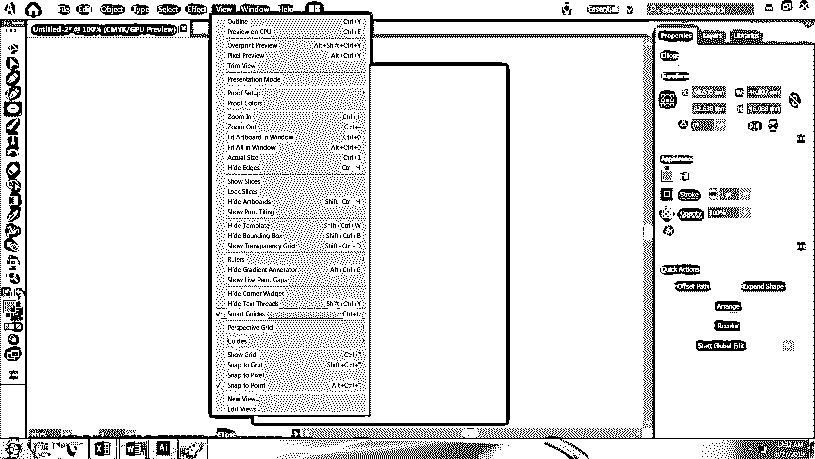 File Edit Object Type Select Effect View Window Help
Essentials
Untitled-2* @ 100% (CMYK/GPU Preview)
Outline Ctrl+Y
Preview on CPU Ctrl+E
Overprint Preview Alt+Shift+Ctrl+Y
Pixel Preview Alt+Ctrl+Y
Trim View
Presentation Mode
Proof Setup
Proof Colors
Zoom In Ctrl++
Zoom Out Ctrl+-
Fit Artboard in Window Ctrl+0
Fit All in Window Alt+Ctrl+0
Actual Size Ctrl+1
Hide Edges Ctrl+H
Show Slices
Lock Slices
Hide Artboards Shift+Ctrl+H
Show Print Tiling
Hide Template Shift+Ctrl+W
Hide Bounding Box Shift+Ctrl+B
Show Transparency Grid Shift+Ctrl+D
Rulers
Hide Gradient Annotator Alt+Ctrl+G
Show Live Paint Gaps
Hide Corner Widget
Hide Text Threads Shift+Ctrl+Y
Smart Guides Ctrl+U
Perspective Grid
Guides
Show Grid Ctrl+"
Snap to Grid Shift+Ctrl+"
Snap to Pixel
Snap to Point Alt+Ctrl+"
New View...
Edit Views...
Properties
Ellipse
Transform
Appearance
Stroke
Opacity
Quick Actions
Offset Path Expand Shape
Arrange
Recolor
Start Global Edit